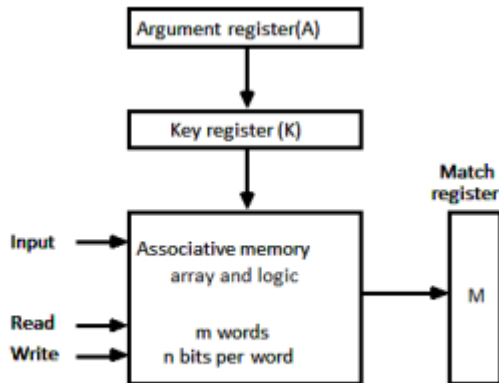 Argument register(A)
Key register (K)
Match
register
Input
Associative memory
array and logic
M
Read
m words
Write
n bits per word